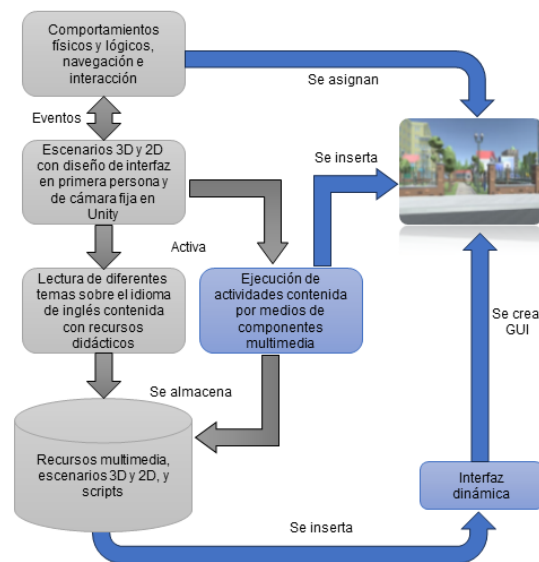 Comportamientos
físicos y lógicos,
navegación e
interacción
Se asignan
Eventos
Escenarios 3D y 2D
con diseño de interfaz
en primera persona y
de cámara fija en
Unity
Se inserta
Activa
Lectura de diferentes
temas sobre el idioma
de inglés contenida
con recursos
didácticos
Ejecución de
actividades contenida
por medios de
componentes
multimedia
Se crea
GUI
Se almacena
Recursos multimedia,
escenarios 3D y 2D, y
scripts
Interfaz
dinámica
Se inserta